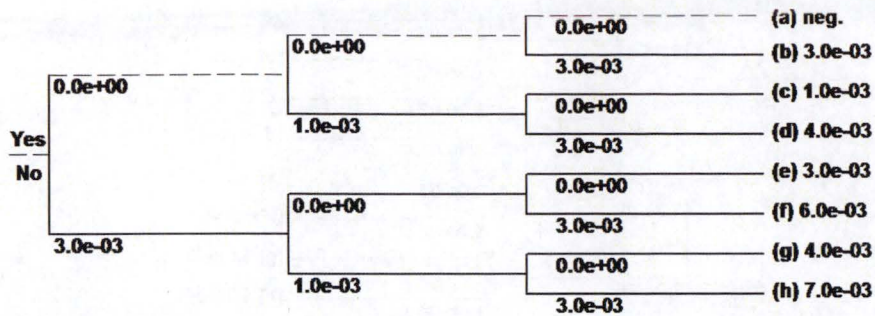 0.0e+00 (a) neg.
0.0e+00 3.0e-03 (b) 3.0e-03
0.0e+00 0.0e+00 (c) 1.0e-03
1.0e-03 3.0e-03 (d) 4.0e-03
Yes
No
0.0e+00 (e) 3.0e-03
0.0e+00 3.0e-03 (f) 6.0e-03
3.0e-03 0.0e+00 (g) 4.0e-03
1.0e-03 3.0e-03 (h) 7.0e-03